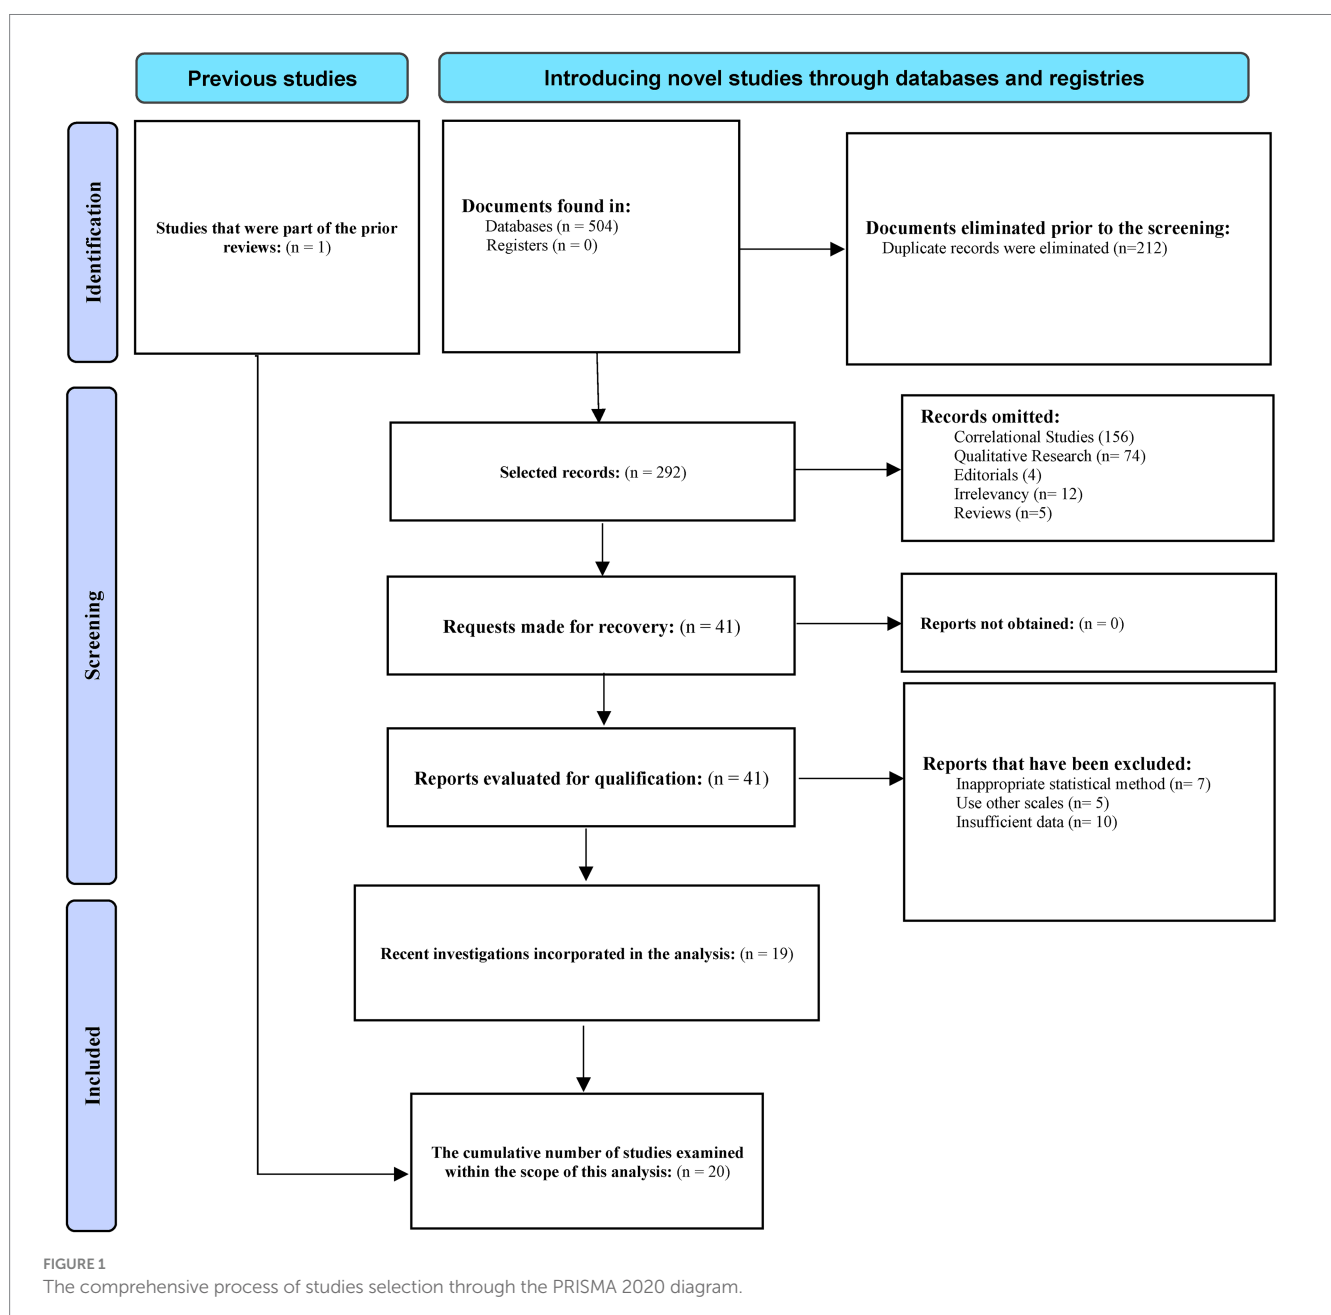 Previous studies
Introducing novel studies through databases and registries
Identification
Studies that were part of the prior
reviews: (n = 1)
Documents found in:
Databases (n = 504)
Registers (n = 0)
Documents eliminated prior to the screening:
Duplicate records were eliminated (n=212)
Screening
Selected records: (n = 292)
Records omitted:
Correlational Studies (156)
Qualitative Research (n= 74)
Editorials (4)
Irrelevancy (n= 12)
Reviews (n=5)
Requests made for recovery: (n = 41)
Reports not obtained: (n = 0)
Reports evaluated for qualification: (n = 41)
Reports that have been excluded:
Inappropriate statistical method (n= 7)
Use other scales (n= 5)
Insufficient data (n= 10)
Included
Recent investigations incorporated in the analysis: (n = 19)
The cumulative number of studies examined
within the scope of this analysis: (n = 20)
FIGURE 1
The comprehensive process of studies selection through the PRISMA 2020 diagram.